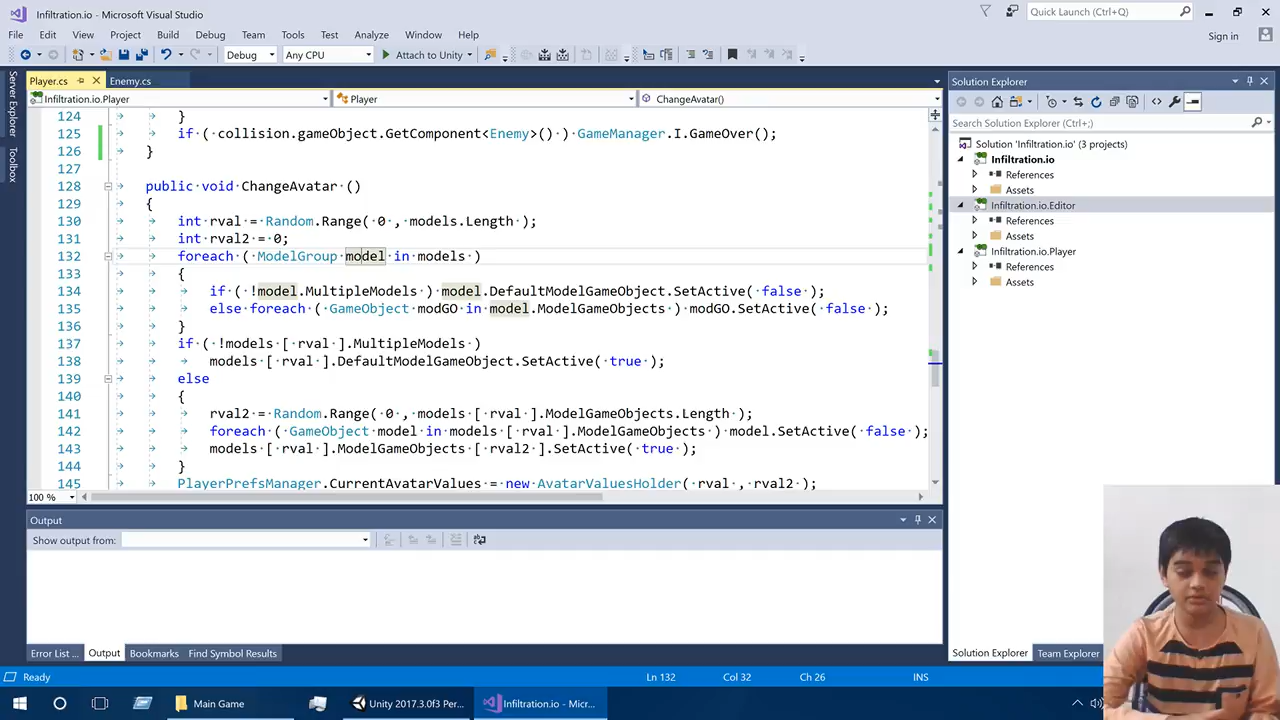 Infiltration.io - Microsoft Visual Studio
Quick Launch (Ctrl+Q)
File Edit View Project Build Debug Team Tools Test Analyze Window Help
Sign in
Debug Any CPU Attach to Unity
Server Explorer
Toolbox
Player.cs Enemy.cs
Infiltration.io.Player Player ChangeAvatar()
124 }
125 if ( collision.gameObject.GetComponent<Enemy>() ) GameManager.I.GameOver();
126 }
127
128 public void ChangeAvatar ()
129 {
130 int rval = Random.Range( 0 , models.Length );
131 int rval2 = 0;
132 foreach ( ModelGroup model in models )
133 {
134 if ( !model.MultipleModels ) model.DefaultModelGameObject.SetActive( false );
135 else foreach ( GameObject modGO in model.ModelGameObjects ) modGO.SetActive( false );
136 }
137 if ( !models [ rval ].MultipleModels )
138 models [ rval ].DefaultModelGameObject.SetActive( true );
139 else
140 {
141 rval2 = Random.Range( 0 , models [ rval ].ModelGameObjects.Length );
142 foreach ( GameObject model in models [ rval ].ModelGameObjects ) model.SetActive( false );
143 models [ rval ].ModelGameObjects [ rval2 ].SetActive( true );
144 }
145 PlayerPrefsManager.CurrentAvatarValues = new AvatarValuesHolder( rval , rval2 );
100 %
Output
Show output from:
Error List ... Output Bookmarks Find Symbol Results
Solution Explorer
Search Solution Explorer (Ctrl+;)
Solution 'Infiltration.io' (3 projects)
Infiltration.io
References
Assets
Infiltration.io.Editor
References
Assets
Infiltration.io.Player
References
Assets
Solution Explorer Team Explorer
Ready Ln 132 Col 32 Ch 26 INS
Main Game Unity 2017.3.0f3 Per... Infiltration.io - Micr...